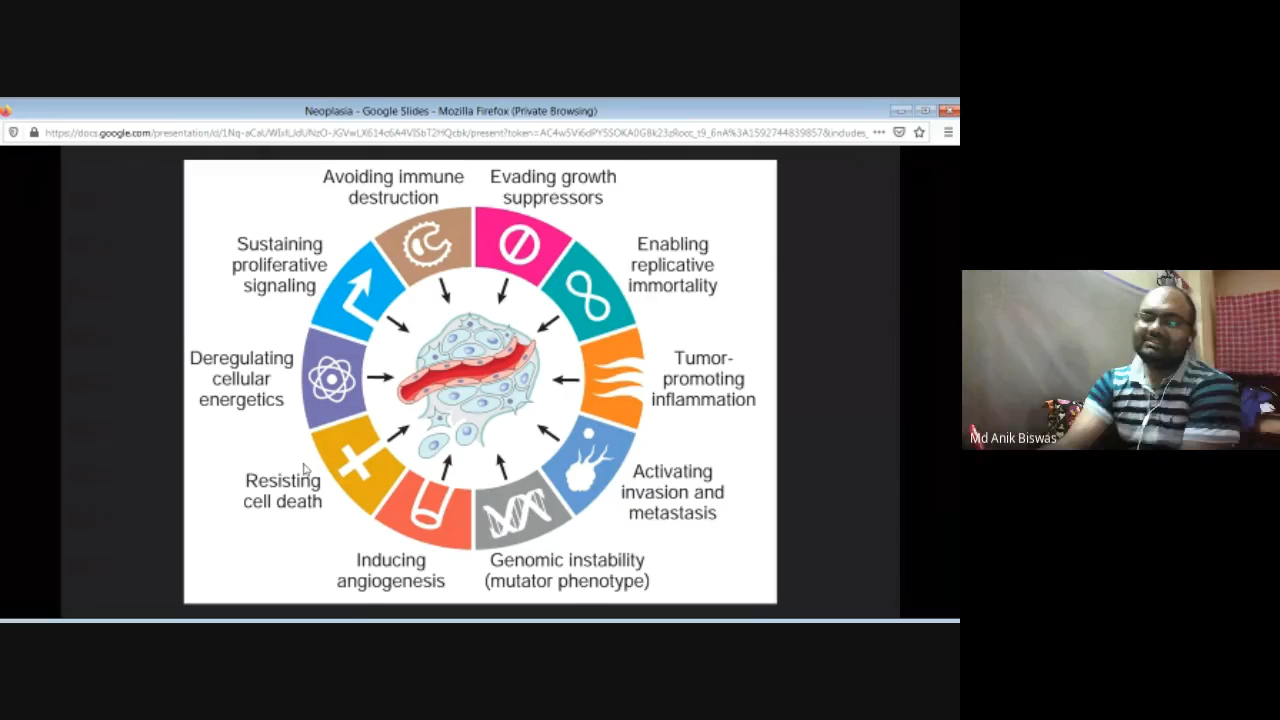 Neoplasia - Google Slides - Mozilla Firefox (Private Browsing)
Avoiding immune
destruction
Evading growth
suppressors
Sustaining
proliferative
signaling
Enabling
replicative
immortality
Deregulating
cellular
energetics
Tumor-
promoting
inflammation
Resisting
cell death
Activating
invasion and
metastasis
Inducing
angiogenesis
Genomic instability
(mutator phenotype)
Md Anik Biswas